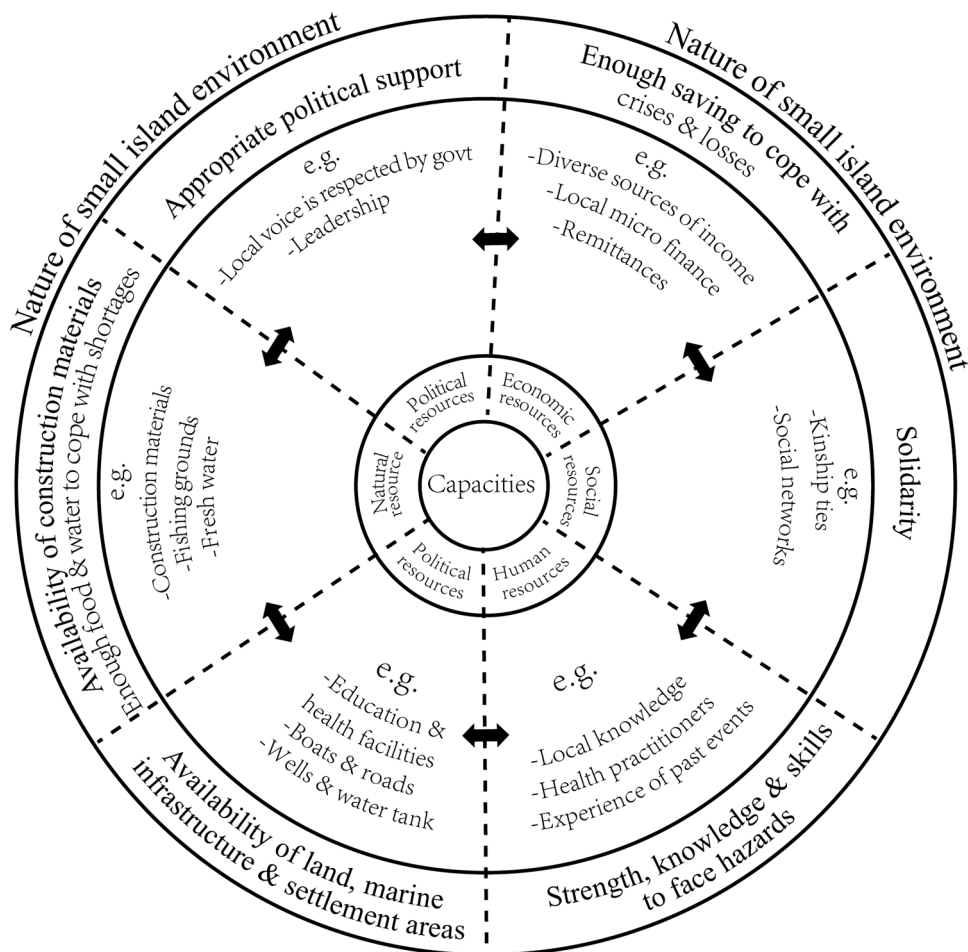 Nature of small island environment
Nature of small island environment
Appropriate political support
e.g.
-Local voice is respected by govt
-Leadership
Enough saving to cope with
crises & losses
e.g.
-Diverse sources of income
-Local micro finance
-Remittances
Solidarity
e.g.
-Kinship ties
-Social networks
Strength, knowledge & skills
to face hazards
e.g.
-Local knowledge
-Health practitioners
-Experience of past events
Availability of land, marine
infrastructure & settlement areas
e.g.
-Education &
health facilities
-Boats & roads
-Wells & water tank
Availability of construction materials
Enough food & water to cope with shortages
e.g.
-Construction materials
-Fishing grounds
-Fresh water
Political
resources
Economic
resources
Social
resources
Human
resources
Political
resources
Natural
resource
Capacities